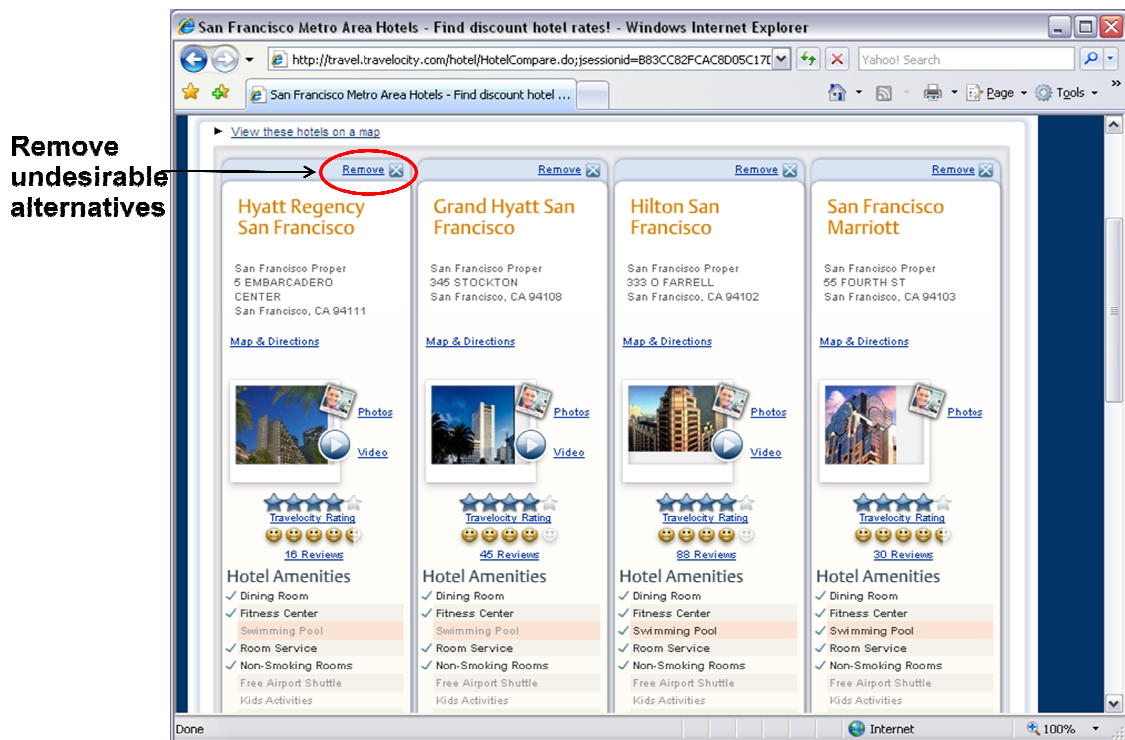 San Francisco Metro Area Hotels - Find discount hotel rates! - Windows Internet Explorer
http://travel.travelocity.com/hotel/HotelCompare.do;jsessionid=B83CC82FCAC8D05C17D
Yahoo! Search
San Francisco Metro Area Hotels - Find discount hotel ...
Page
Tools
»
View these hotels on a map
Remove
undesirable
alternatives
Remove
Remove
Remove
Remove
Hyatt Regency
San Francisco
San Francisco Proper
5 EMBARCADERO
CENTER
San Francisco, CA 94111
Map & Directions
Photos
Video
Travelocity Rating
16 Reviews
Hotel Amenities
Dining Room
Fitness Center
Swimming Pool
Room Service
Non-Smoking Rooms
Free Airport Shuttle
Kids Activities
Grand Hyatt San
Francisco
San Francisco Proper
345 STOCKTON
San Francisco, CA 94108
Map & Directions
Photos
Video
Travelocity Rating
45 Reviews
Hotel Amenities
Dining Room
Fitness Center
Swimming Pool
Room Service
Non-Smoking Rooms
Free Airport Shuttle
Kids Activities
Hilton San
Francisco
San Francisco Proper
333 O FARRELL
San Francisco, CA 94102
Map & Directions
Photos
Video
Travelocity Rating
88 Reviews
Hotel Amenities
Dining Room
Fitness Center
Swimming Pool
Room Service
Non-Smoking Rooms
Free Airport Shuttle
Kids Activities
San Francisco
Marriott
San Francisco Proper
55 FOURTH ST
San Francisco, CA 94103
Map & Directions
Photos
Travelocity Rating
30 Reviews
Hotel Amenities
Dining Room
Fitness Center
Swimming Pool
Room Service
Non-Smoking Rooms
Free Airport Shuttle
Kids Activities
Done
Internet
100%